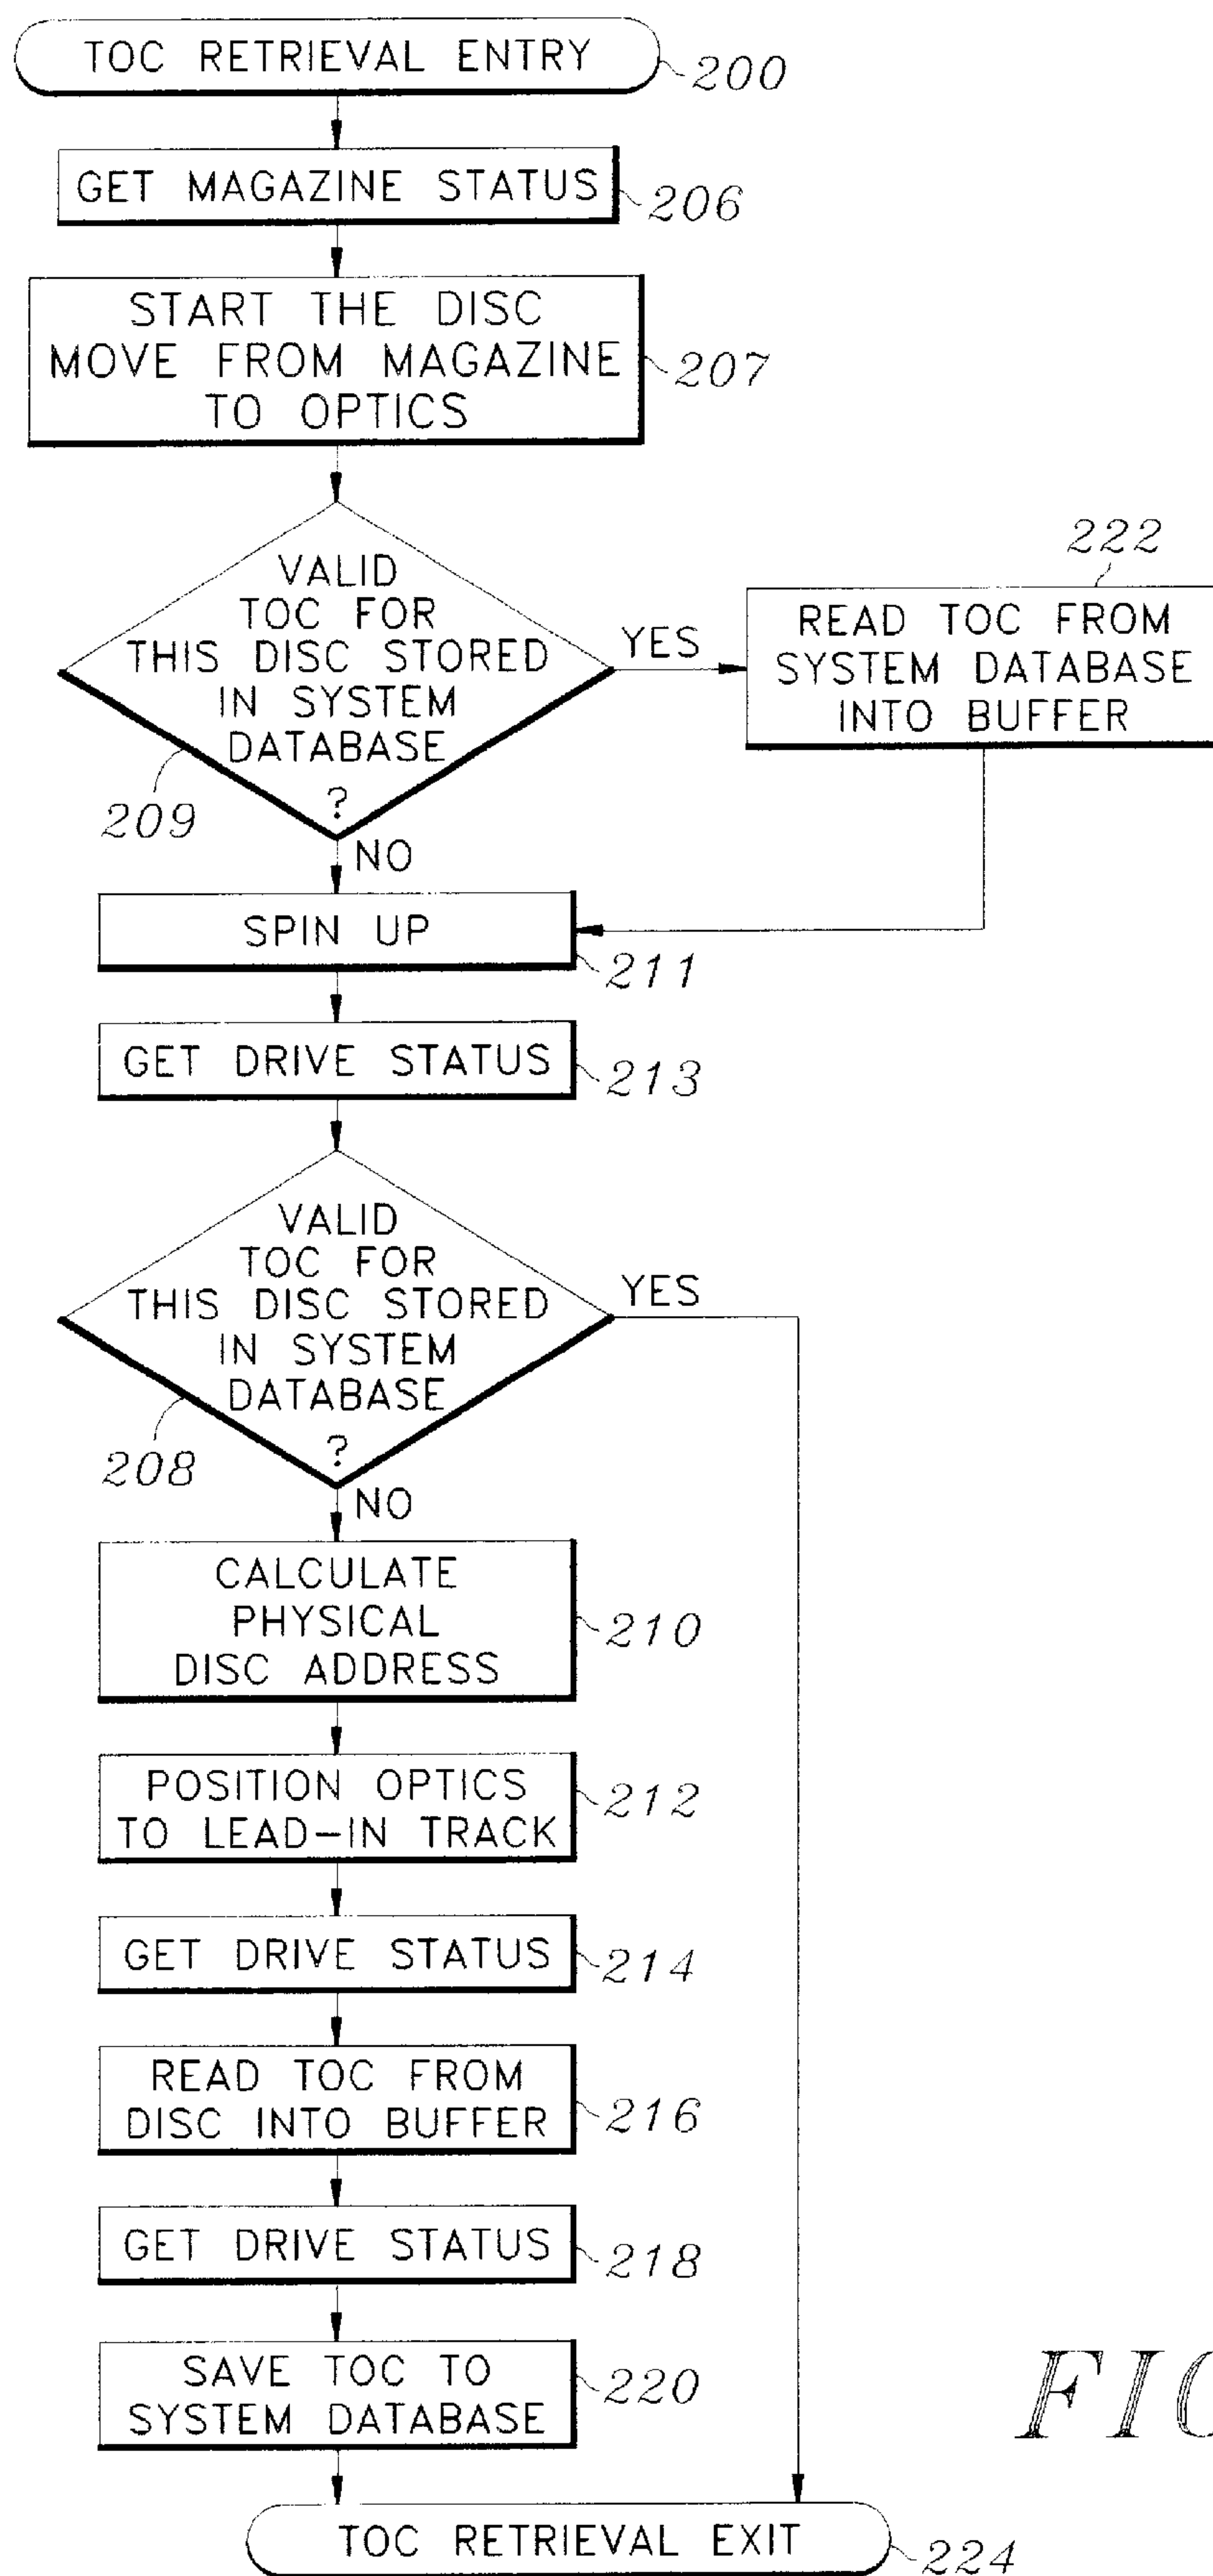 TOC RETRIEVAL ENTRY
200
GET MAGAZINE STATUS
206
START THE DISC
MOVE FROM MAGAZINE
TO OPTICS
207
VALID
TOC FOR
THIS DISC STORED
IN SYSTEM
DATABASE
?
209
YES
222
READ TOC FROM
SYSTEM DATABASE
INTO BUFFER
NO
SPIN UP
211
GET DRIVE STATUS
213
VALID
TOC FOR
THIS DISC STORED
IN SYSTEM
DATABASE
?
208
YES
NO
CALCULATE
PHYSICAL
DISC ADDRESS
210
POSITION OPTICS
TO LEAD-IN TRACK
212
GET DRIVE STATUS
214
READ TOC FROM
DISC INTO BUFFER
216
GET DRIVE STATUS
218
SAVE TOC TO
SYSTEM DATABASE
220
TOC RETRIEVAL EXIT
224